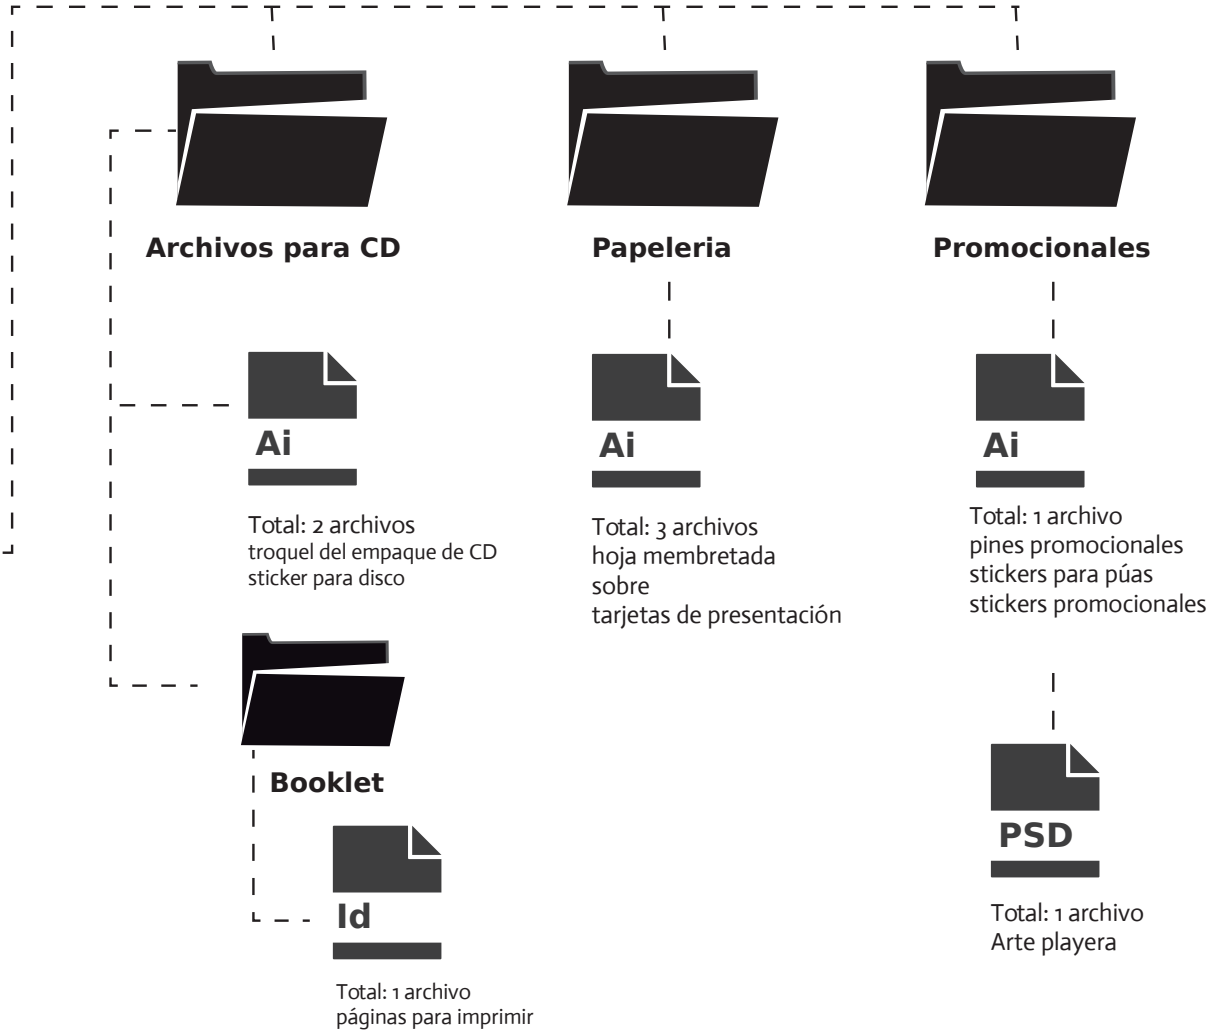 Archivos para CD
Papeleria
Promocionales
Ai
Total: 2 archivos
troquel del empaque de CD
sticker para disco
Ai
Total: 3 archivos
hoja membretada
sobre
tarjetas de presentación
Ai
Total: 1 archivo
pines promocionales
stickers para púas
stickers promocionales
Booklet
Id
Total: 1 archivo
páginas para imprimir
PSD
Total: 1 archivo
Arte playera